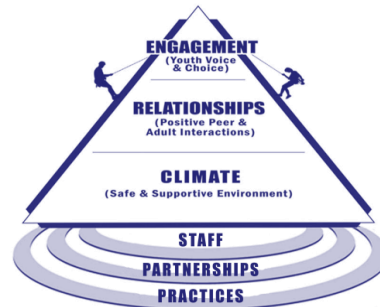 ENGAGEMENT
(Youth Voice
& Choice)
RELATIONSHIPS
(Positive Peer &
Adult Interactions)
CLIMATE
(Safe & Supportive Environment)
STAFF
PARTNERSHIPS
PRACTICES